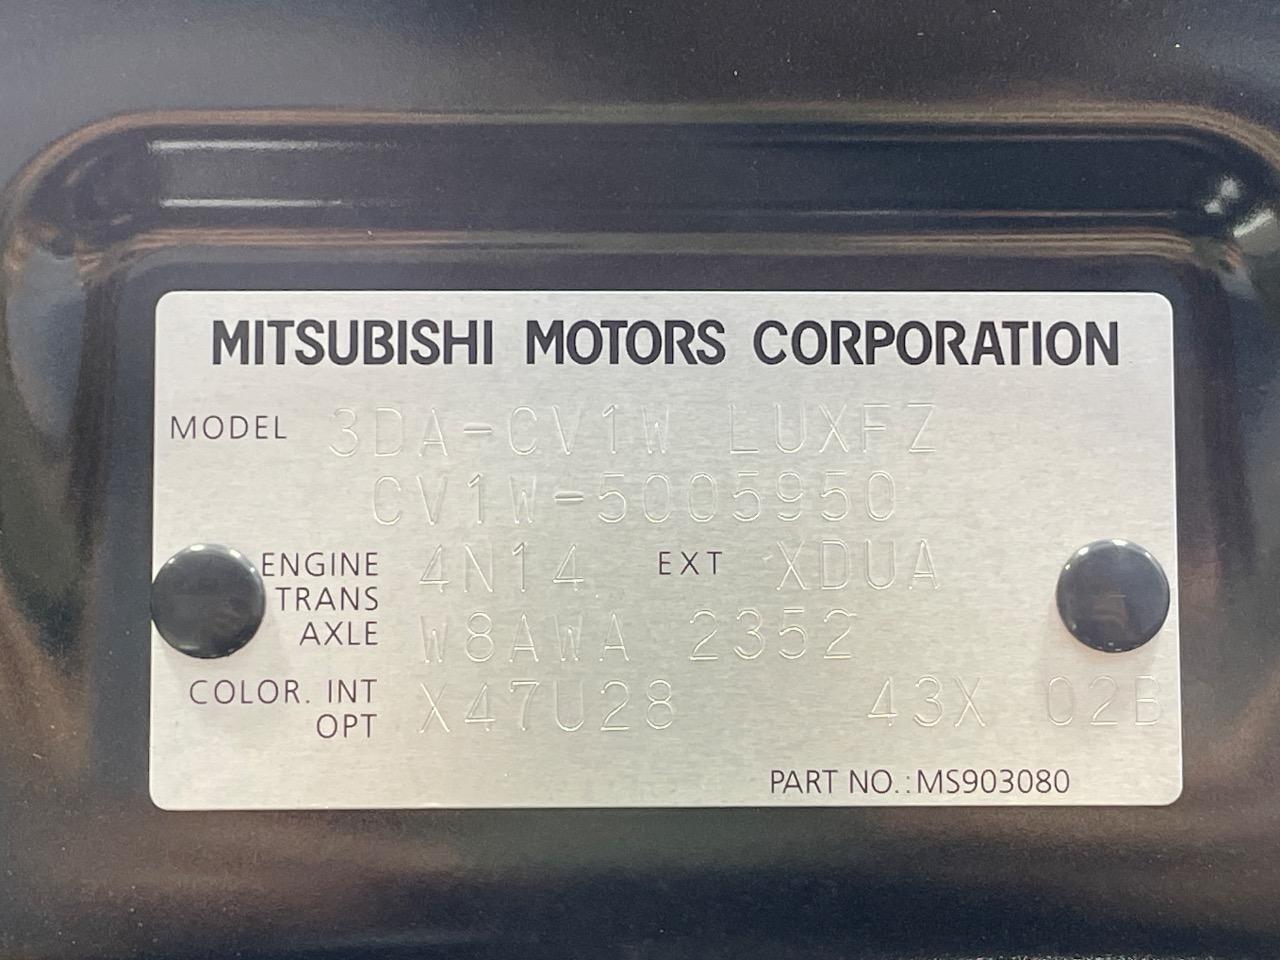 MITSUBISHI MOTORS CORPORATION
MODEL 3DA-CV1W LUXFZ
CV1W-5005950
ENGINE 4N14 EXT XDUA
TRANS
AXLE W8AWA 2352
COLOR. INT X47U28 43X 02B
OPT
PART NO.:MS903080